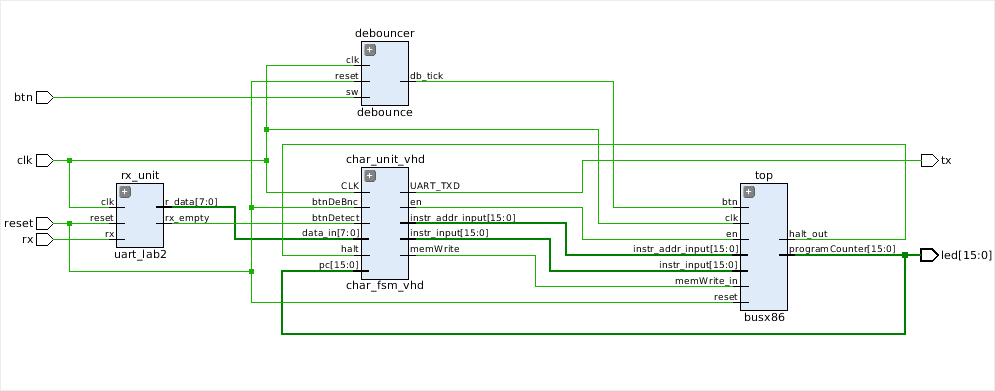 debouncer
clk
reset
sw
db_tick
debounce
btn
clk
reset
rx
rx_unit
clk
reset
rx
r_data[7:0]
rx_empty
uart_lab2
char_unit_vhd
CLK
btnDeBnc
btnDetect
data_in[7:0]
halt
pc[15:0]
UART_TXD
en
instr_addr_input[15:0]
instr_input[15:0]
memWrite
char_fsm_vhd
top
btn
clk
en
instr_addr_input[15:0]
instr_input[15:0]
memWrite_in
reset
halt_out
programCounter[15:0]
busx86
tx
led[15:0]